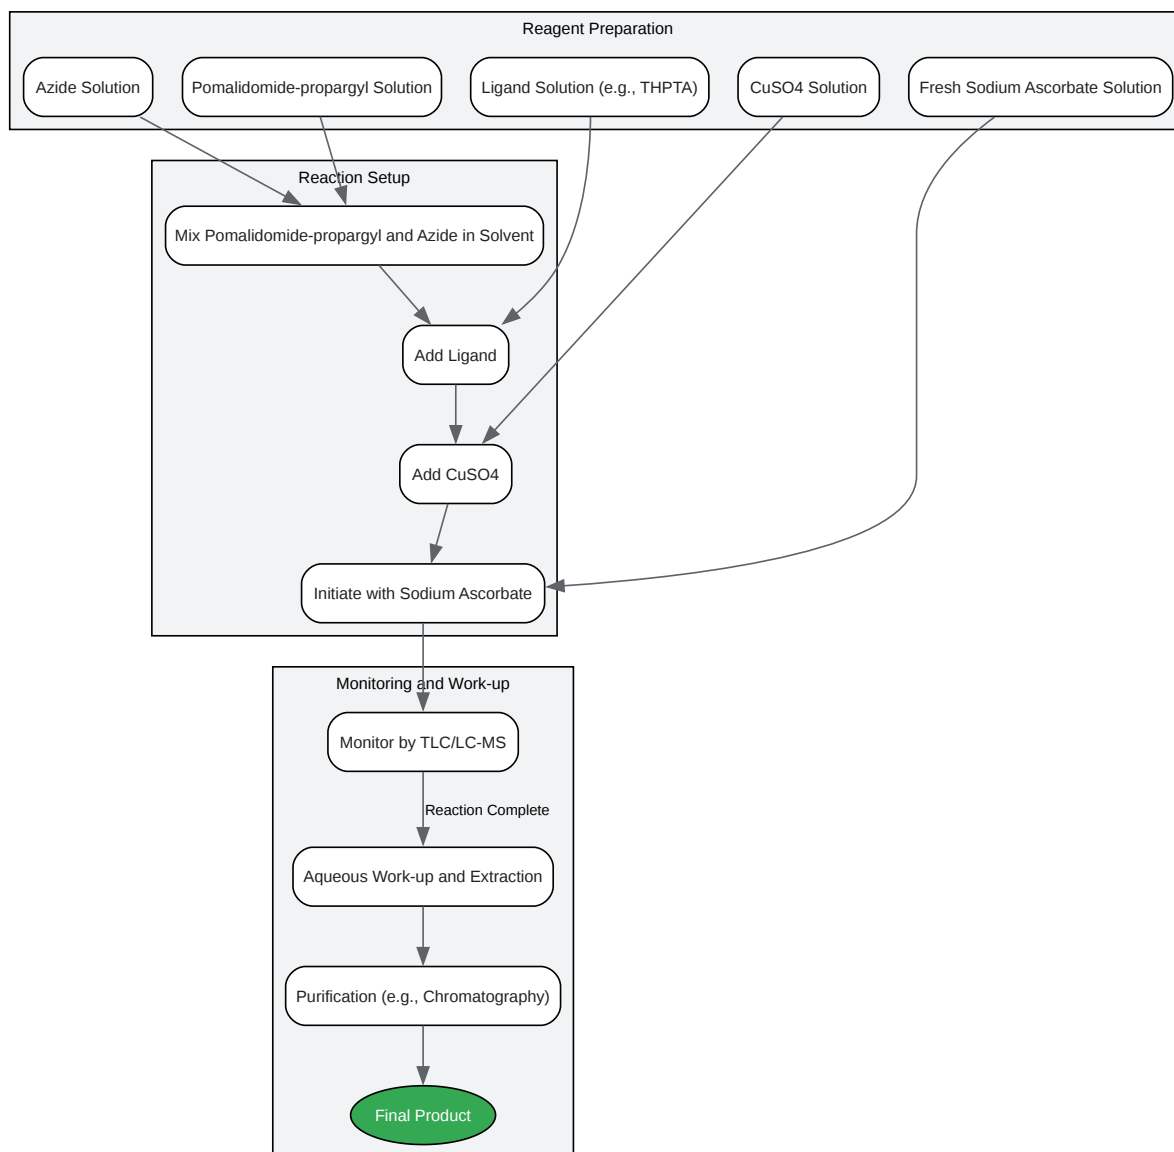 Reagent Preparation
Azide Solution
Pomalidomide-propargyl Solution
Ligand Solution (e.g., THPTA)
CuSO4 Solution
Fresh Sodium Ascorbate Solution
Reaction Setup
Mix Pomalidomide-propargyl and Azide in Solvent
Add Ligand
Add CuSO4
Initiate with Sodium Ascorbate
Monitoring and Work-up
Monitor by TLC/LC-MS
Reaction Complete
Aqueous Work-up and Extraction
Purification (e.g., Chromatography)
Final Product